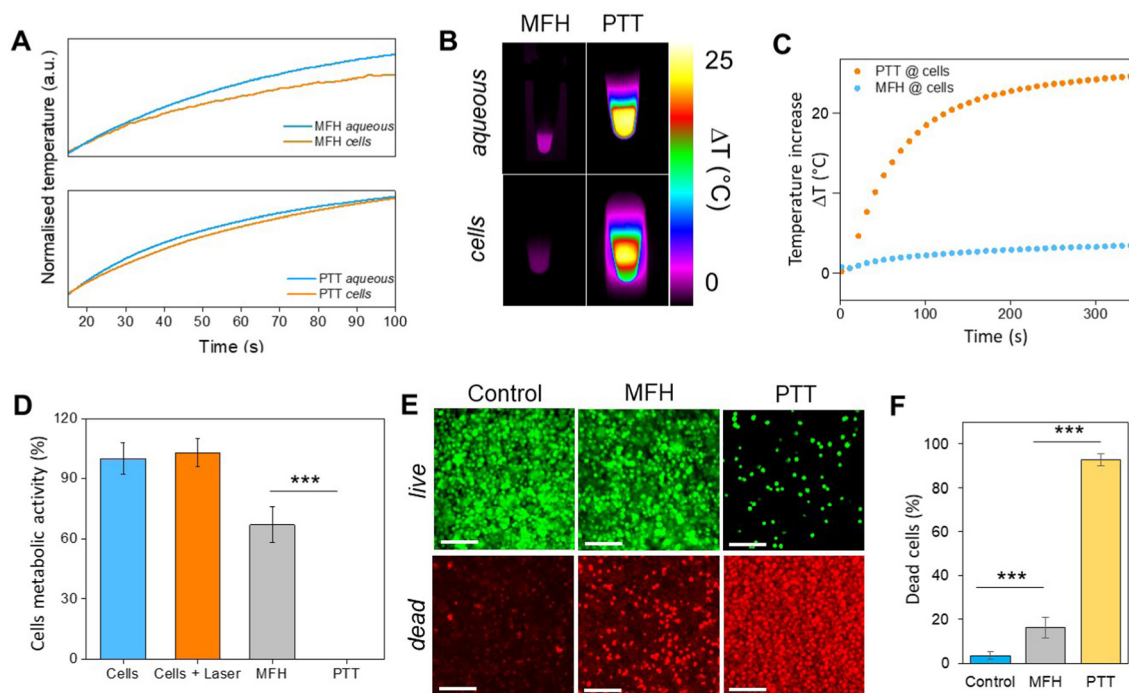 A
Normalised temperature (a.u.)
MFH aqueous
MFH cells
PTT aqueous
PTT cells
20 30 40 50 60 70 80 90 100
Time (s)
B
MFH PTT
aqueous
cells
25
ΔT (°C)
0
C
PTT @ cells
MFH @ cells
Temperature increase
ΔT (°C)
20
10
0
0 100 200 300
Time (s)
D
Cells metabolic activity (%)
120
90
60
30
0
***
Cells Cells + Laser MFH PTT
E
Control MFH PTT
live
dead
F
Dead cells (%)
100
80
60
40
20
0
***
***
Control MFH PTT